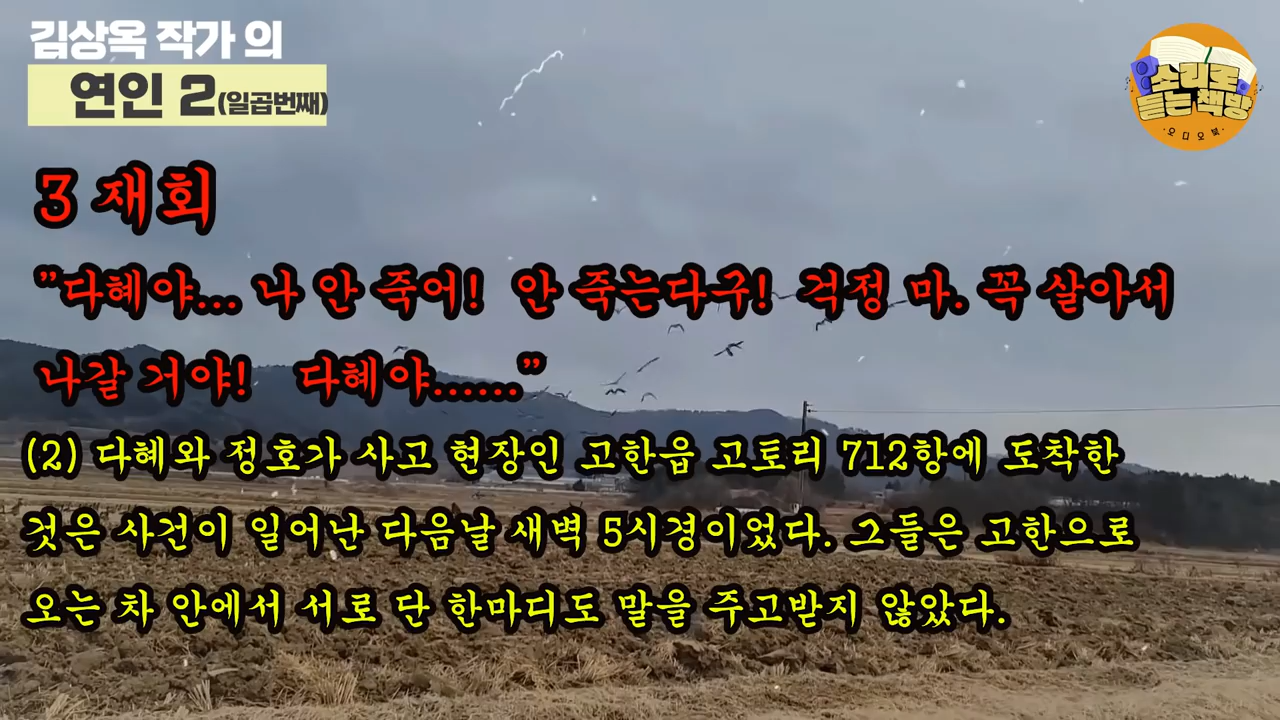 김상옥 작가 의
연인 2(일곱번째)
소리로
듣는 책방
·오디오북·
3 재회
"다혜야... 나 안 죽어! 안 죽는다구! 걱정 마. 꼭 살아서
나갈 거야! 다혜야......"
(2) 다혜와 정호가 사고 현장인 고한읍 고토리 712항에 도착한
것은 사건이 일어난 다음날 새벽 5시경이었다. 그들은 고한으로
오는 차 안에서 서로 단 한마디도 말을 주고받지 않았다.